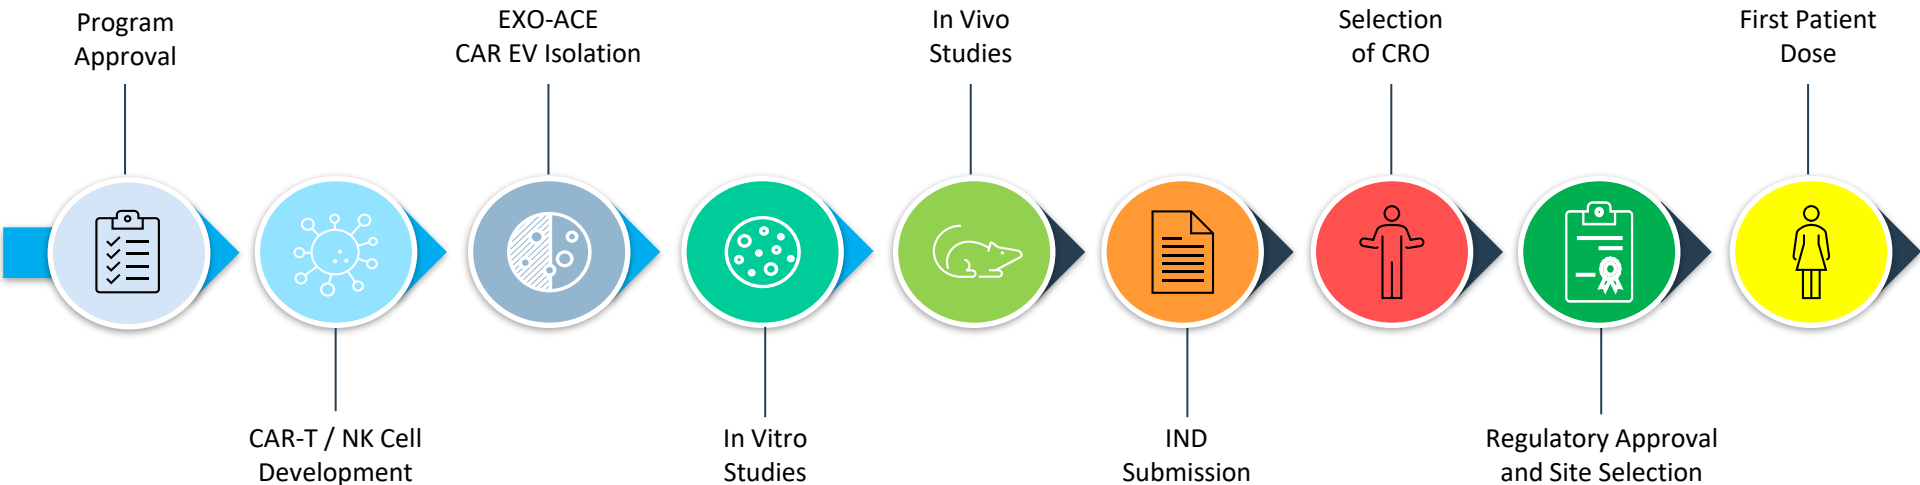 Program
Approval
CAR-T / NK Cell
Development
EXO-ACE
CAR EV Isolation
In Vitro
Studies
In Vivo
Studies
IND
Submission
Selection
of CRO
Regulatory Approval
and Site Selection
First Patient
Dose